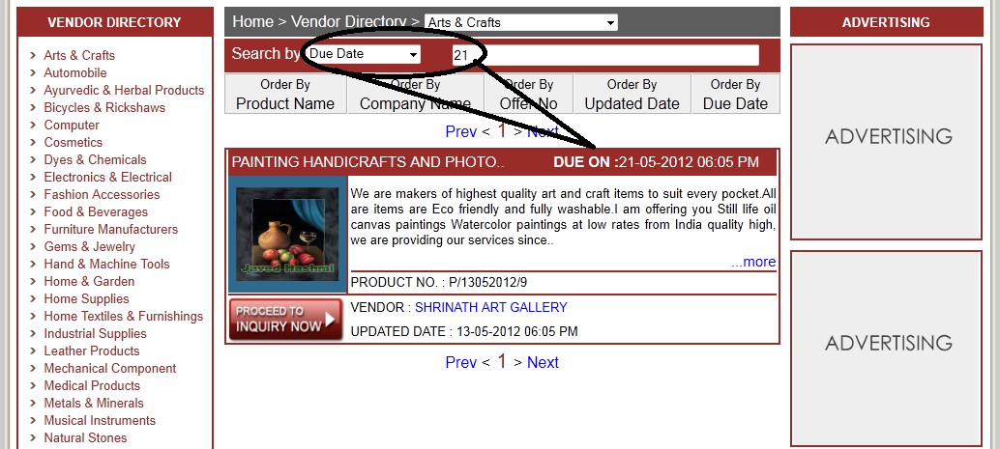 VENDOR DIRECTORY
Arts & Crafts
Automobile
Ayurvedic & Herbal Products
Bicycles & Rickshaws
Computer
Cosmetics
Dyes & Chemicals
Electronics & Electrical
Fashion Accessories
Food & Beverages
Furniture Manufacturers
Gems & Jewelry
Hand & Machine Tools
Home & Garden
Home Supplies
Home Textiles & Furnishings
Industrial Supplies
Leather Products
Mechanical Component
Medical Products
Metals & Minerals
Musical Instruments
Natural Stones
Home > Vendor Directory > Arts & Crafts
Search by Due Date 21
Order By Order By Order By Order By Order By
Product Name Company Name Offer No Updated Date Due Date
Prev < 1 > Next
PAINTING HANDICRAFTS AND PHOTO.. DUE ON :21-05-2012 06:05 PM
Javed Hashmi
We are makers of highest quality art and craft items to suit every pocket.All
are items are Eco friendly and fully washable.I am offering you Still life oil
canvas paintings Watercolor paintings at low rates from India quality high,
we are providing our services since..
...more
PRODUCT NO. : P/13052012/9
PROCEED TO
INQUIRY NOW
VENDOR : SHRINATH ART GALLERY
UPDATED DATE : 13-05-2012 06:05 PM
Prev < 1 > Next
ADVERTISING
ADVERTISING
ADVERTISING